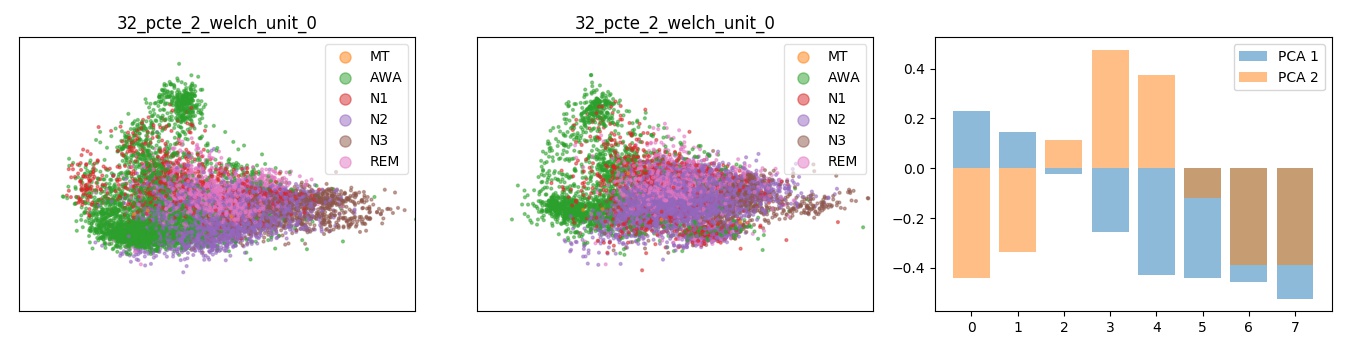 32_pcte_2_welch_unit_0
MT
AWA
N1
N2
N3
REM
32_pcte_2_welch_unit_0
MT
AWA
N1
N2
N3
REM
PCA 1
PCA 2
0.4
0.2
0.0
−0.2
−0.4
0 1 2 3 4 5 6 7